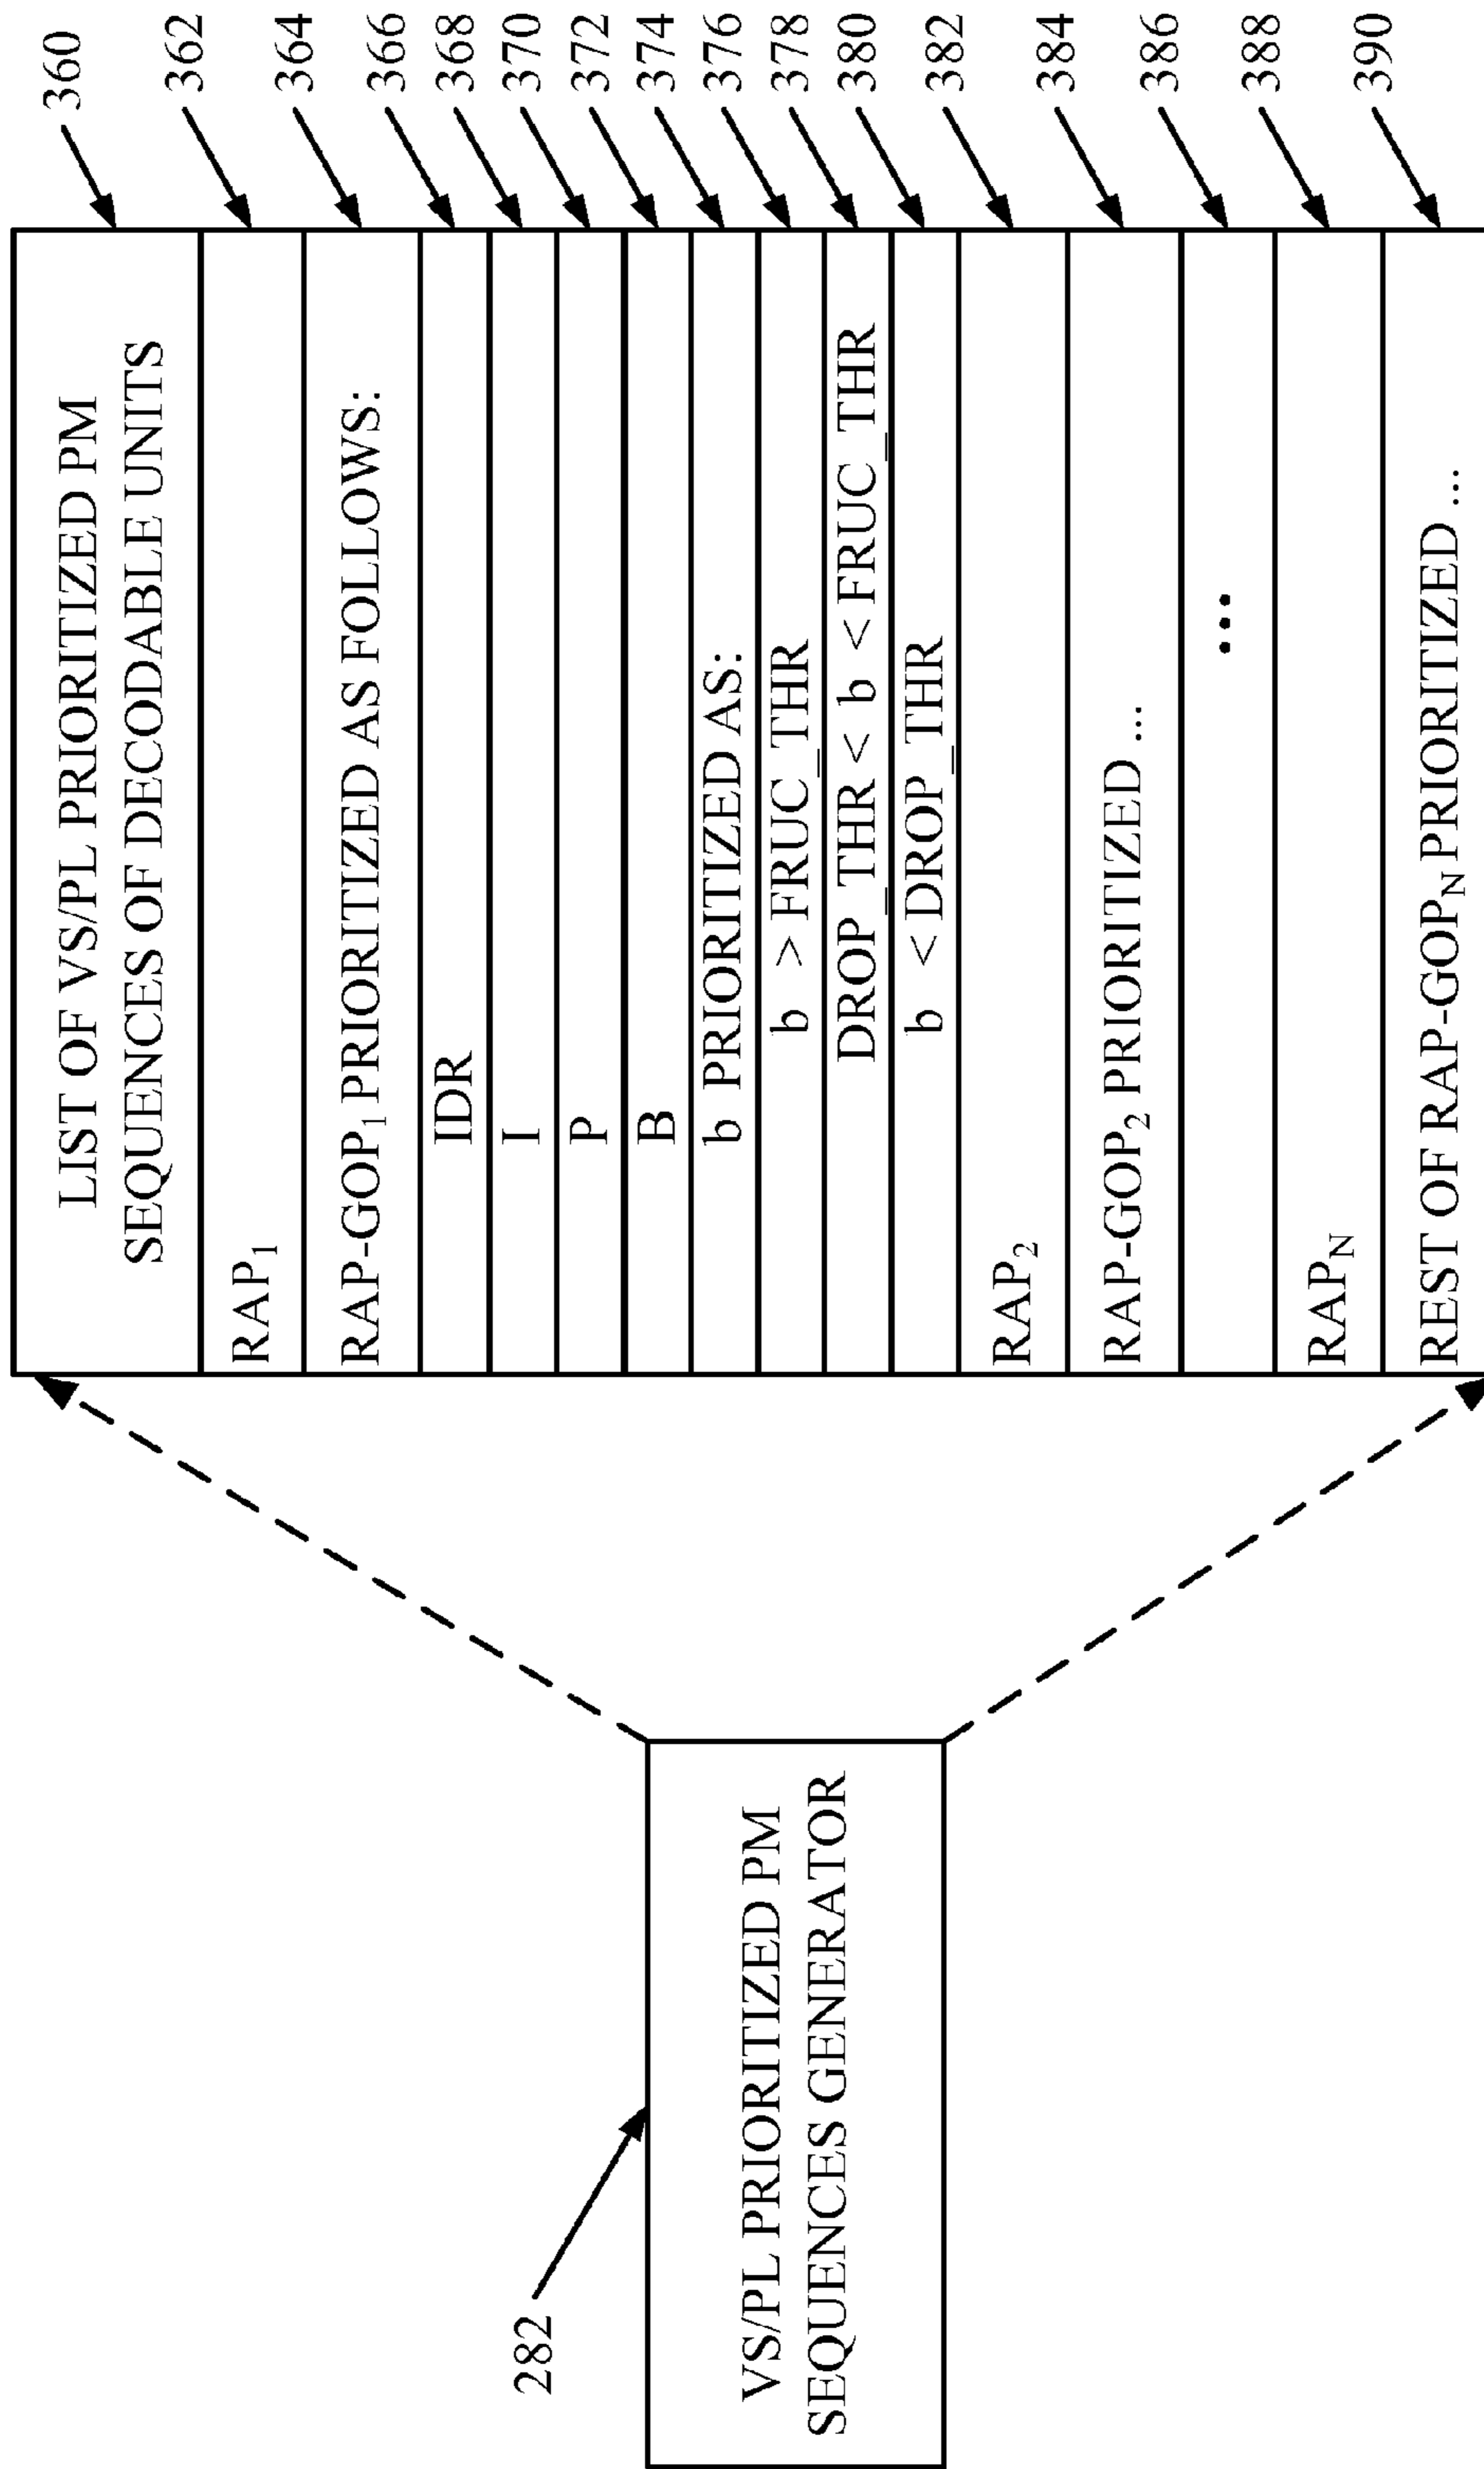 282
VS/PL PRIORITIZED PM
SEQUENCES GENERATOR
LIST OF VS/PL PRIORITIZED PM
SEQUENCES OF DECODABLE UNITS
360
RAP1
362
RAP-GOP1 PRIORITIZED AS FOLLOWS:
364
IDR
366
I
368
P
370
B
372
b PRIORITIZED AS:
374
b > FRUC_THR
376
DROP_THR < b < FRUC_THR
378
b < DROP_THR
380
RAP2
382
RAP-GOP2 PRIORITIZED ...
384
...
386
RAPN
388
REST OF RAP-GOPN PRIORITIZED ...
390